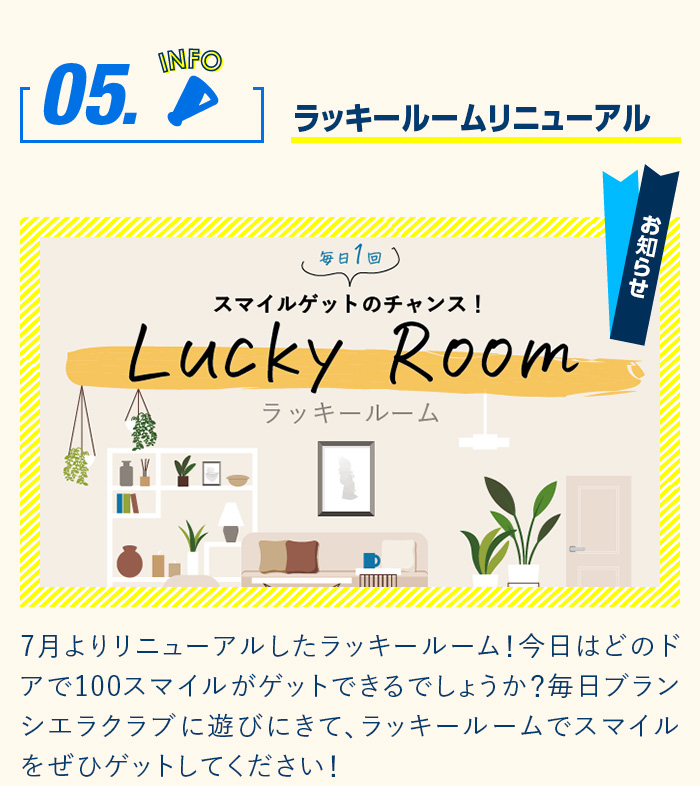 INFO
05.
ラッキールームリニューアル
お知らせ
毎日1回
スマイルゲットのチャンス！
Lucky Room
ラッキールーム
7月よりリニューアルしたラッキールーム！今日はどのド
アで100スマイルがゲットできるでしょうか？毎日ブラン
シエラクラブに遊びにきて、ラッキールームでスマイル
をぜひゲットしてください！